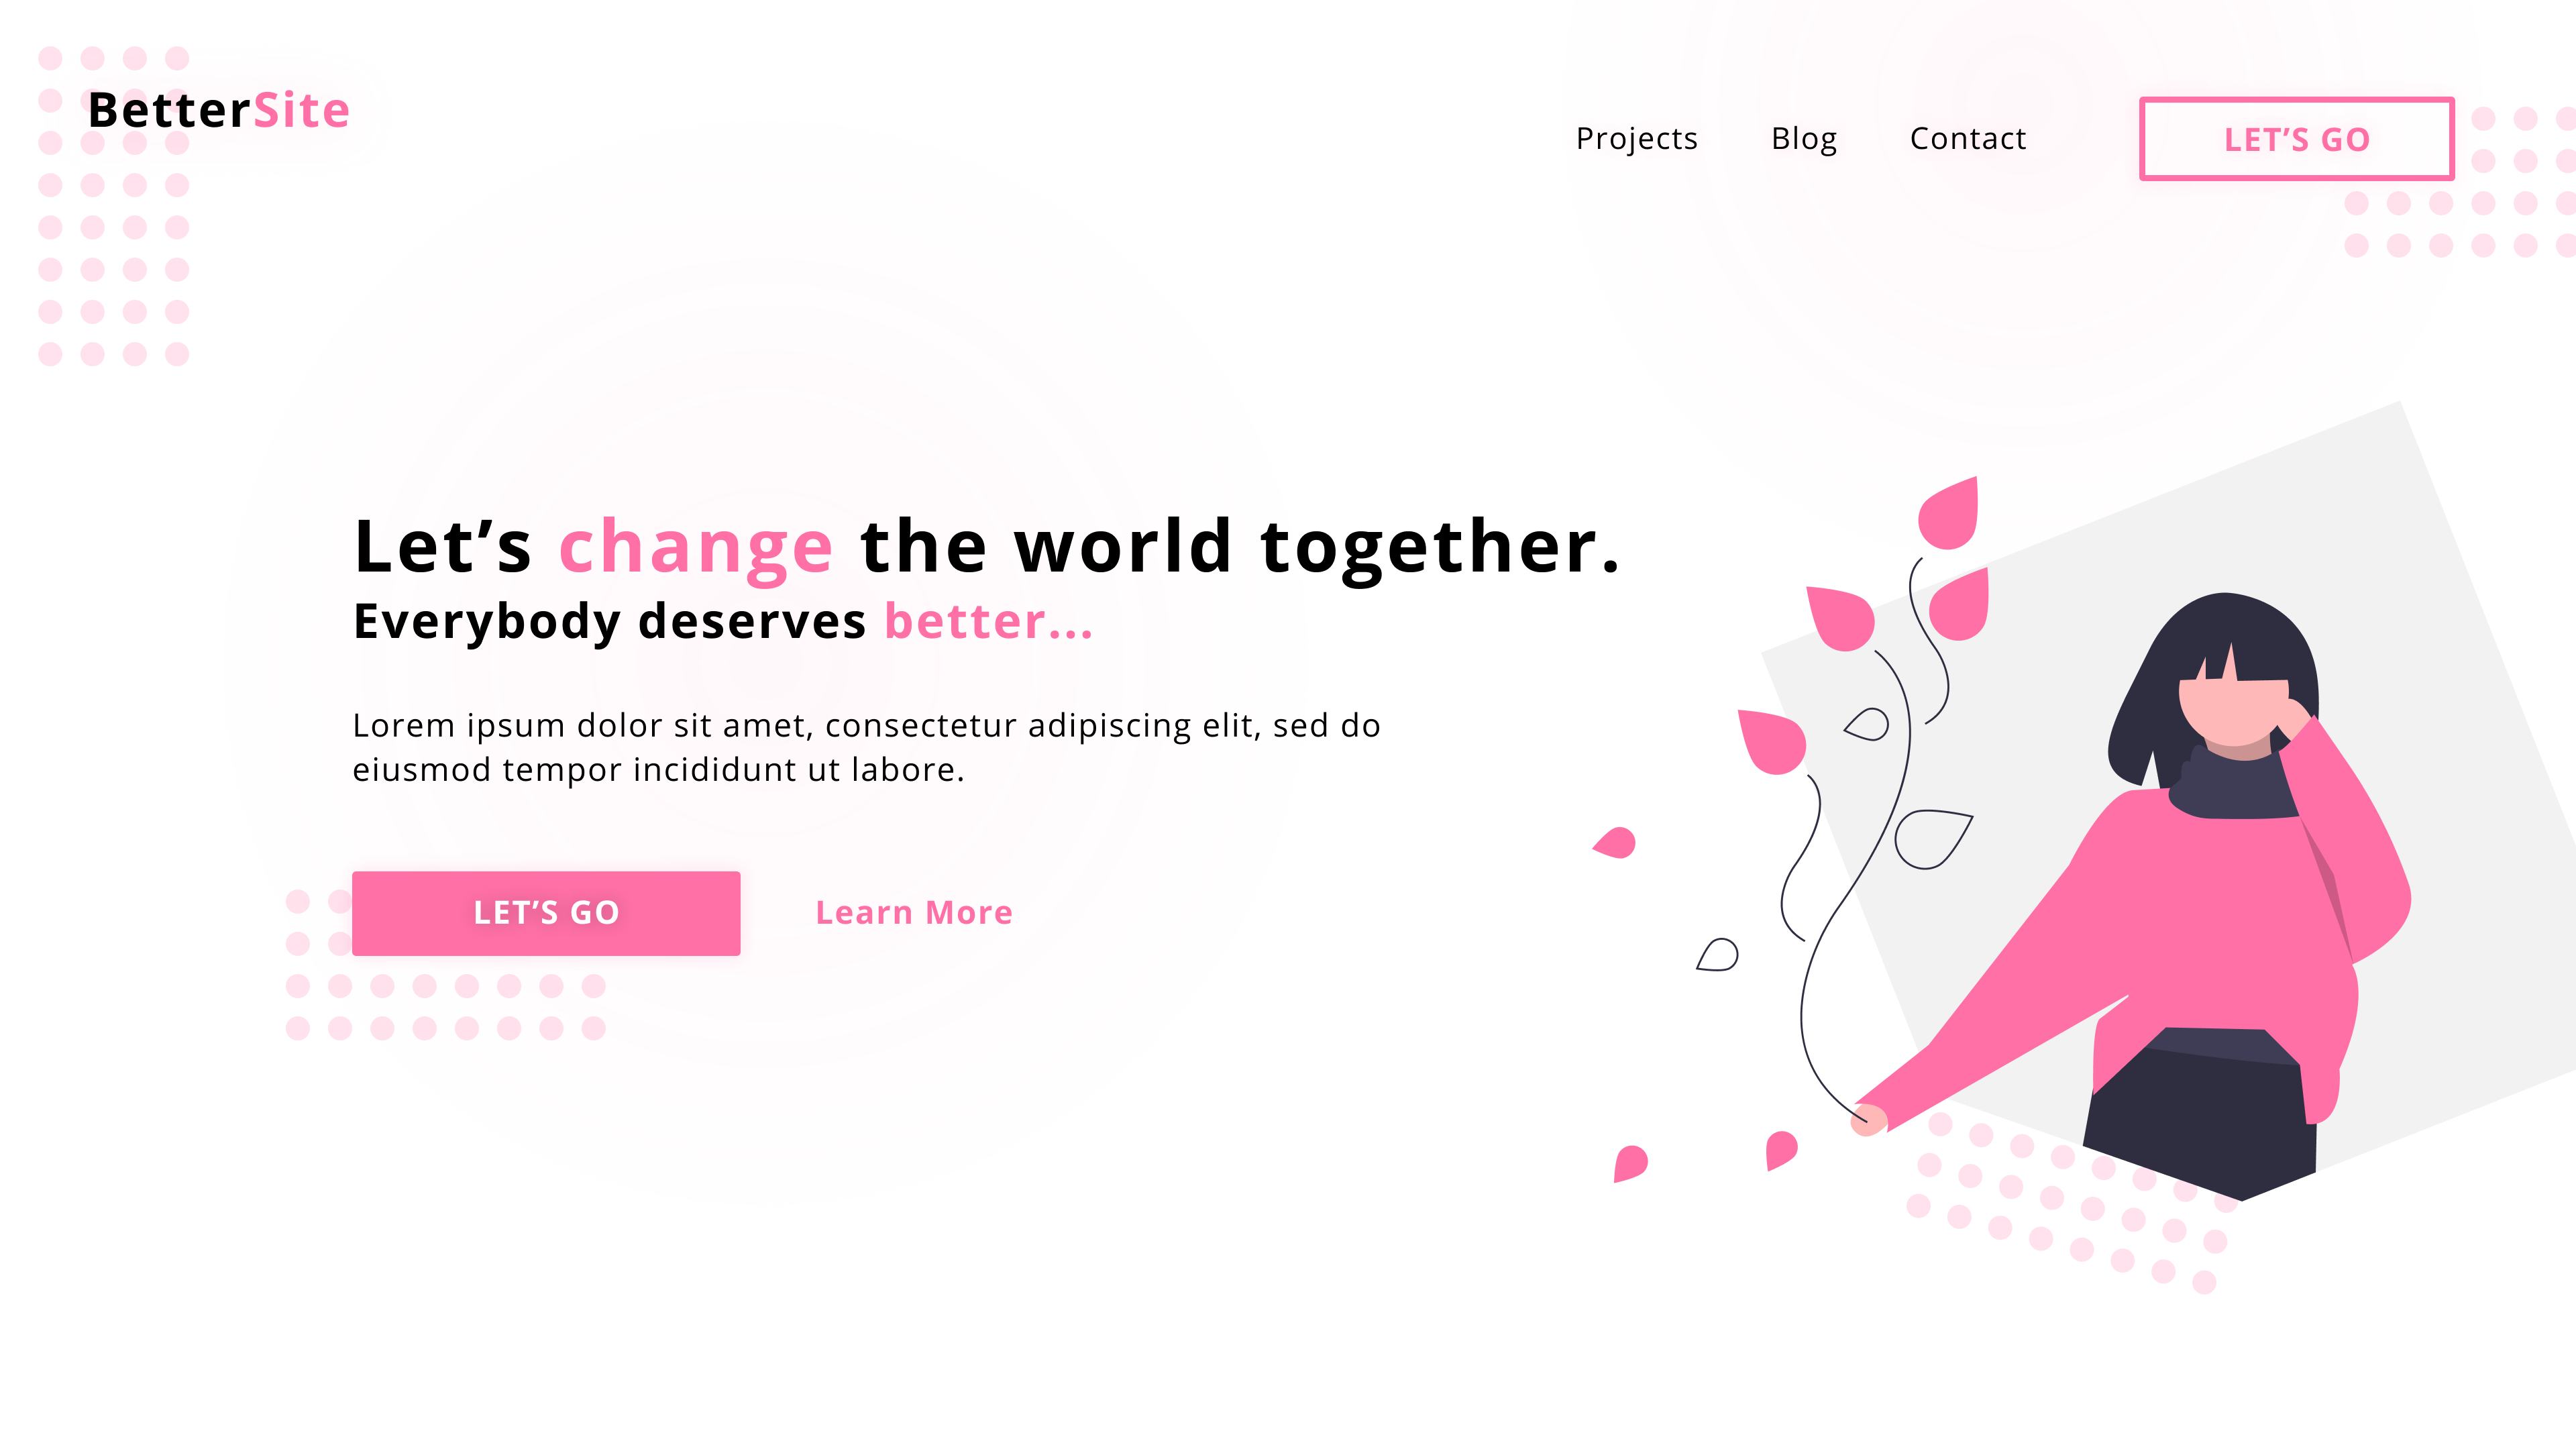 BetterSite
Projects Blog Contact LET’S GO
Let’s change the world together.
Everybody deserves better...
Lorem ipsum dolor sit amet, consectetur adipiscing elit, sed do
eiusmod tempor incididunt ut labore.
LET’S GO Learn More